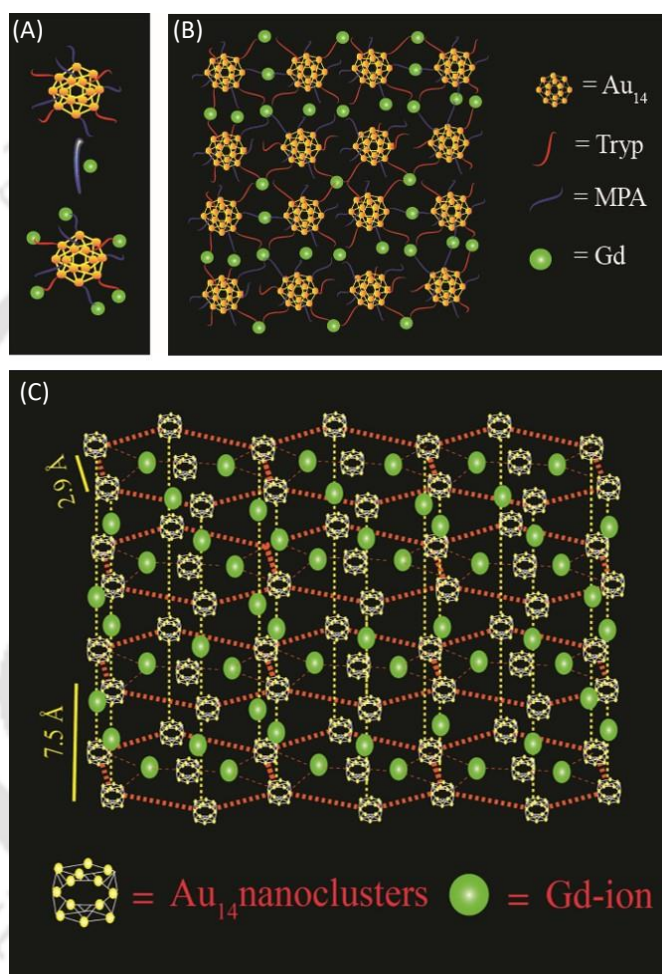 (A)
(B)
= Au14
= Tryp
= MPA
= Gd
(C)
2.9 Å
7.5 Å
= Au14nanoclusters = Gd-ion